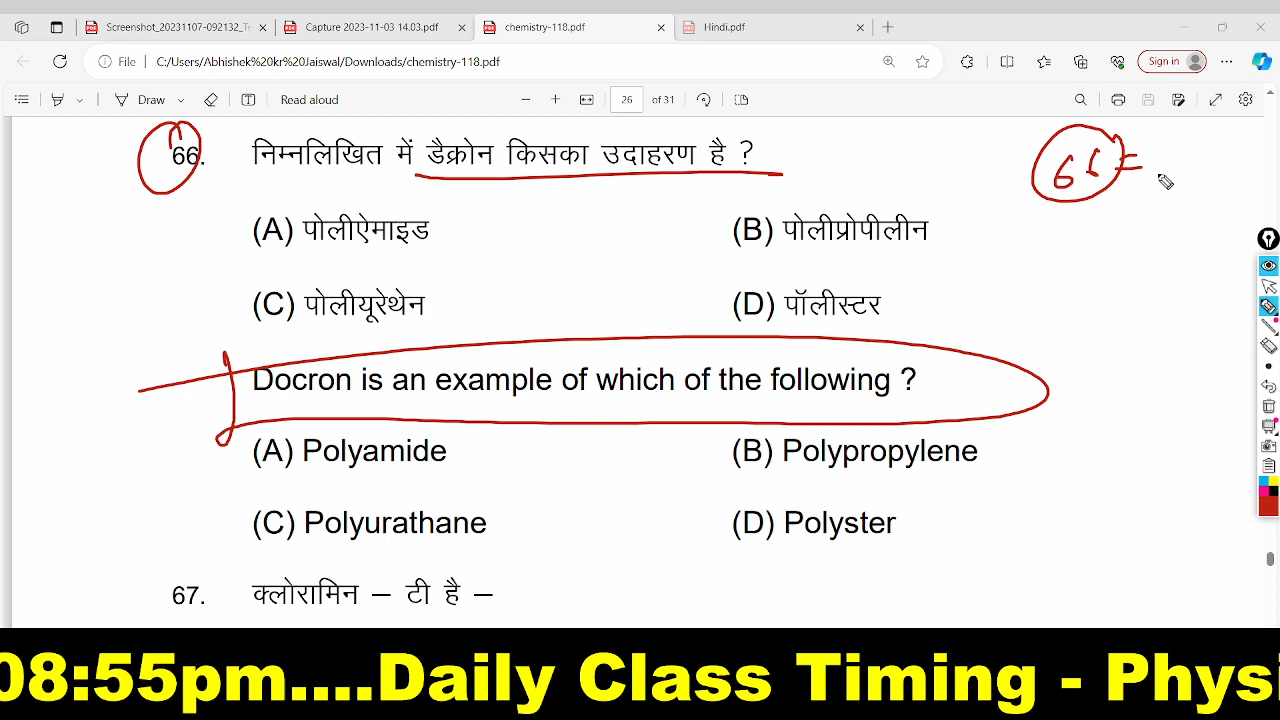 Screenshot_20231107-092132_Te
Capture 2023-11-03 14.03.pdf
chemistry-118.pdf
Hindi.pdf
File C:/Users/Abhishek%20kr%20Jaiswal/Downloads/chemistry-118.pdf
Sign in
Draw
Read aloud
26 of 31
66. निम्नलिखित में डैक्रोन किसका उदाहरण है ?
66=
(A) पोलीऐमाइड (B) पोलीप्रोपीलीन
(C) पोलीयूरेथेन (D) पॉलीस्टर
Docron is an example of which of the following ?
(A) Polyamide (B) Polypropylene
(C) Polyurathane (D) Polyster
67. क्लोरामिन – टी है –
08:55pm....Daily Class Timing - Physi